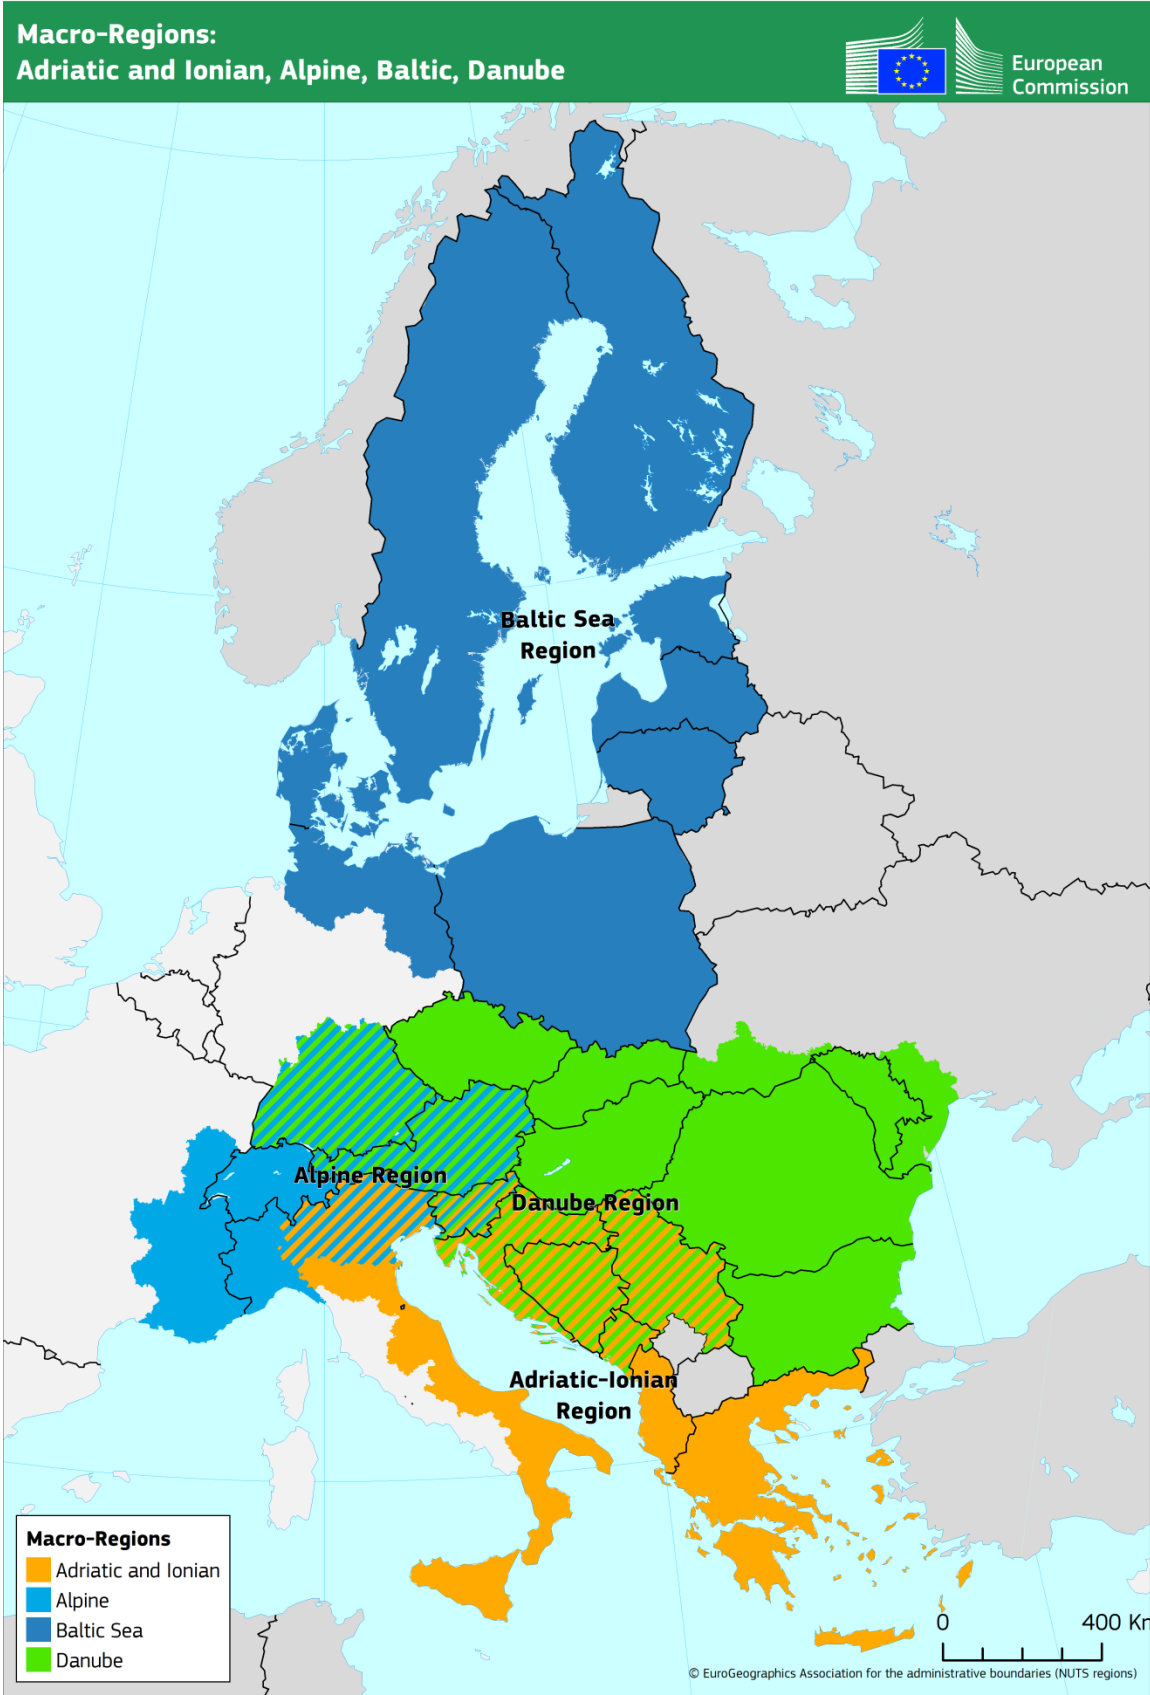 Macro-Regions:
Adriatic and Ionian, Alpine, Baltic, Danube
European
Commission
Baltic Sea
Region
Alpine Region
Danube Region
Adriatic-Ionian
Region
Macro-Regions
Adriatic and Ionian
Alpine
Baltic Sea
Danube
0 400 Km
© EuroGeographics Association for the administrative boundaries (NUTS regions)